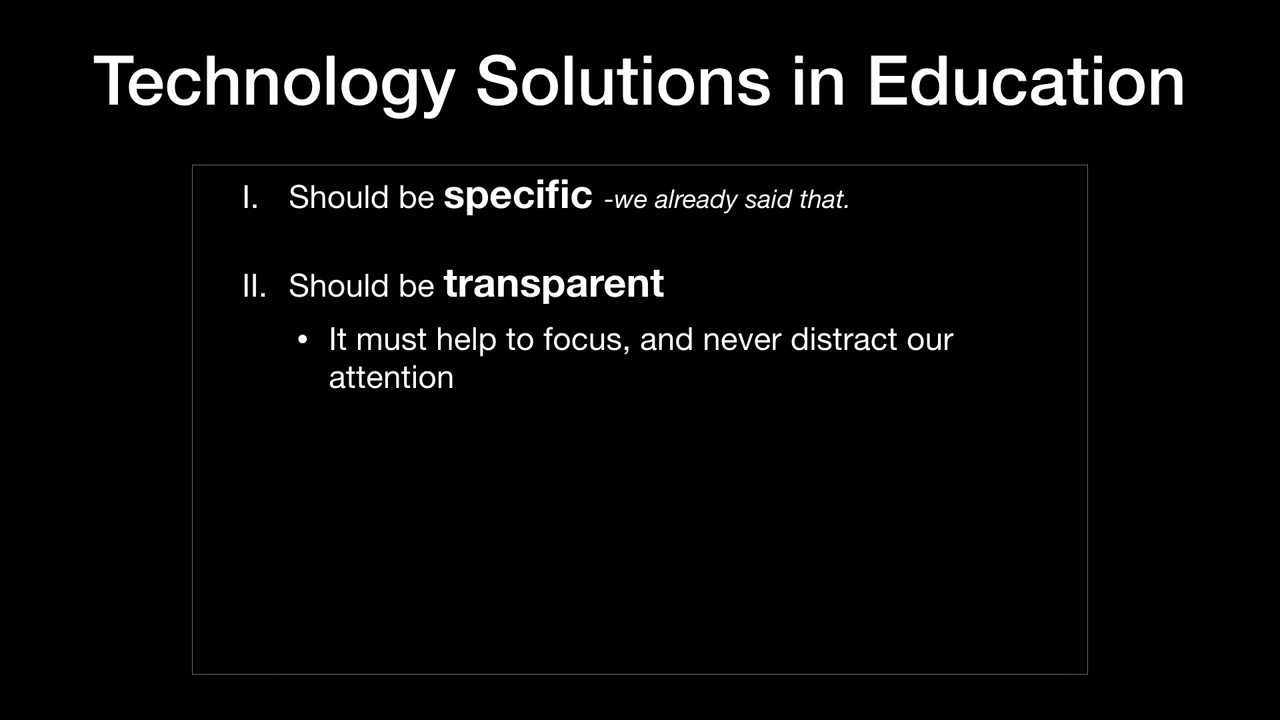 Technology Solutions in Education
I. Should be specific -we already said that.
II. Should be transparent
• It must help to focus, and never distract our
attention